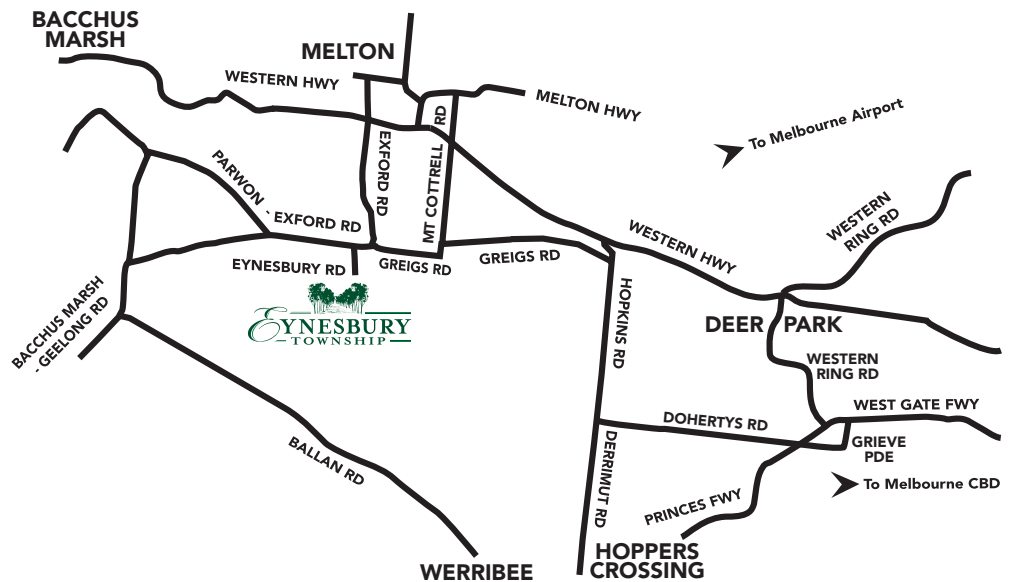 BACCHUS
MARSH
MELTON
WESTERN HWY
MELTON HWY
To Melbourne Airport
EXFORD RD
MT COTTRELL RD
PARWON - EXFORD RD
WESTERN
RING RD
EYNESBURY RD
GREIGS RD
GREIGS RD
WESTERN HWY
BACCHUS MARSH
- GEELONG RD
EYNESBURY
TOWNSHIP
HOPKINS RD
DEER PARK
WESTERN
RING RD
WEST GATE FWY
DOHERTYS RD
GRIEVE
PDE
BALLAN RD
DERRIMUT RD
To Melbourne CBD
PRINCES FWY
HOPPERS
CROSSING
WERRIBEE